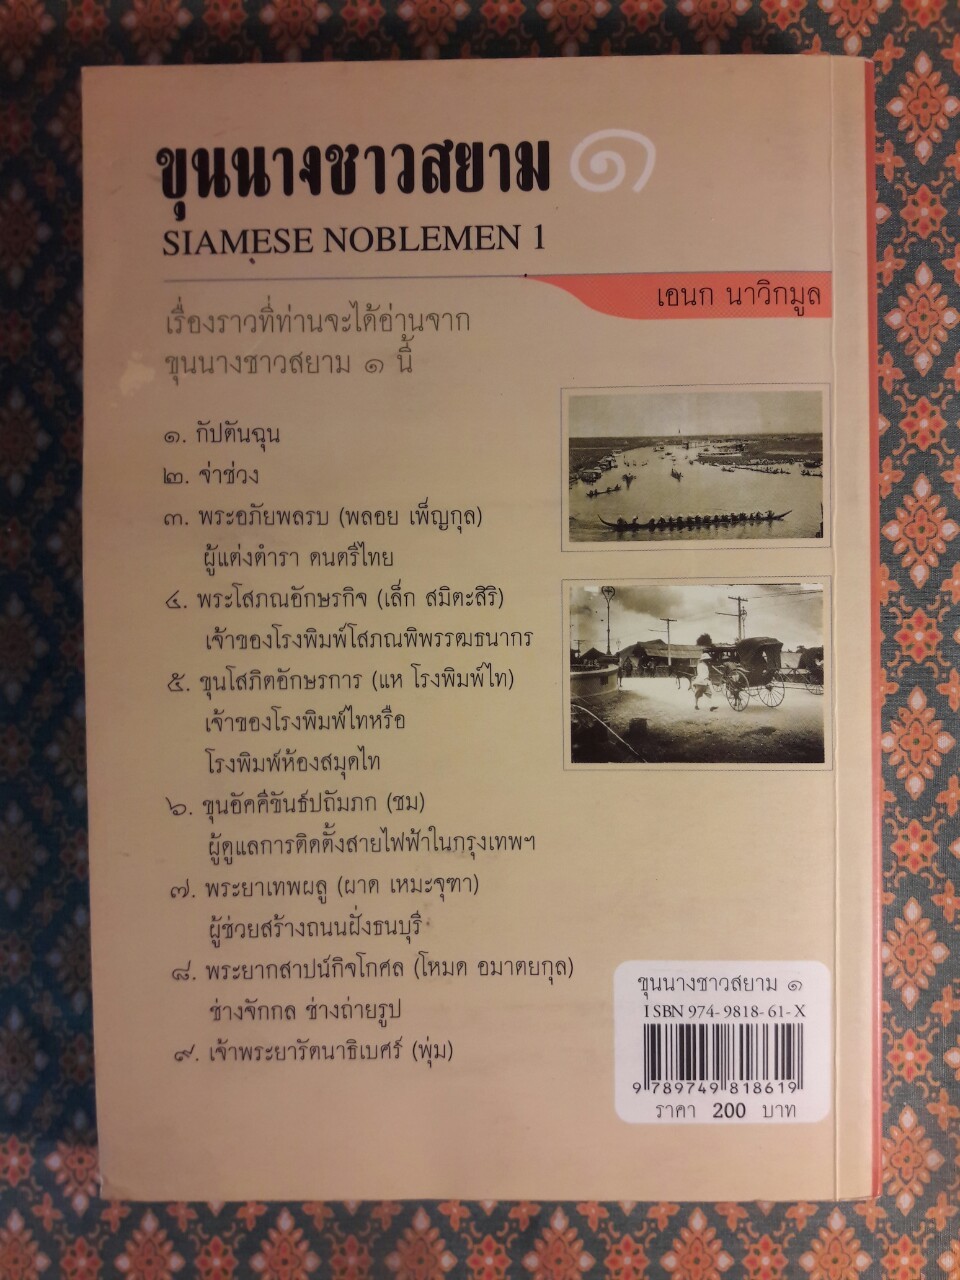 ขุนนางชาวสยาม ๑
SIAMESE NOBLEMEN 1
เอนก นาวิกมูล
เรื่องราวที่ท่านจะได้อ่านจาก
ขุนนางชาวสยาม ๑ นี้
๑. กัปตันฉุน
๒. จ่าช่วง
๓. พระอภัยพลรบ (พลอย เพ็ญกุล)
ผู้แต่งตำรา ดนตรีไทย
๔. พระโสภณอักษรกิจ (เล็ก สมิตะสิริ)
เจ้าของโรงพิมพ์โสภณพิพรรฒธนากร
๕. ขุนโสภิตอักษรการ (แห โรงพิมพ์ไท)
เจ้าของโรงพิมพ์ไทหรือ
โรงพิมพ์ห้องสมุดไท
๖. ขุนอัคคีขันธ์ปถัมภก (ชม)
ผู้ดูแลการติดตั้งสายไฟฟ้าในกรุงเทพฯ
๗. พระยาเทพผลู (ผาด เหมะจุฑา)
ผู้ช่วยสร้างถนนฝั่งธนบุรี
๘. พระยากสาปน์กิจโกศล (โหมด อมาตยกุล)
ช่างจักกล ช่างถ่ายรูป
๙. เจ้าพระยารัตนาธิเบศร์ (พุ่ม)
ขุนนางชาวสยาม ๑
ISBN 974-9818-61-X
9 789749 818619
ราคา 200 บาท